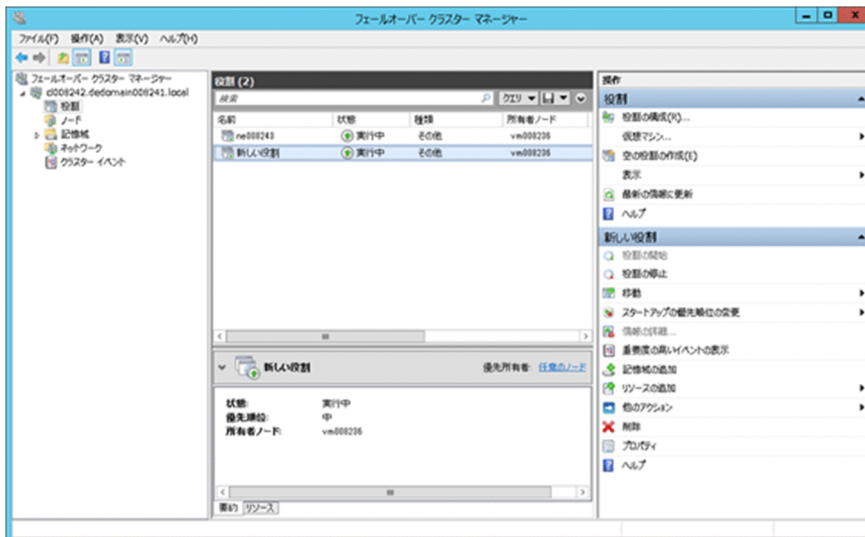 フェールオーバー クラスター マネージャー
ファイル(F) 操作(A) 表示(V) ヘルプ(H)
フェールオーバー クラスター マネージャー
cl008242.dedomain008241.local
役割
ノード
記憶域
ネットワーク
クラスター イベント
役割 (2)
検索
クエリ
名前 状態 種類 所有者ノード
ne008243 実行中 その他 vm008236
新しい役割 実行中 その他 vm008236
新しい役割
優先所有者 任意のノード
状態: 実行中
優先順位: 中
所有者ノード: vm008236
要約 リソース
操作
役割
役割の構成(R)...
仮想マシン...
空の役割の作成(E)
表示
最新の情報に更新
ヘルプ
新しい役割
役割の開始
役割の停止
移動
スタートアップの優先順位の変更
情報の詳細...
重要度の高いイベントの表示
記憶域の追加
リソースの追加
他のアクション
削除
プロパティ
ヘルプ